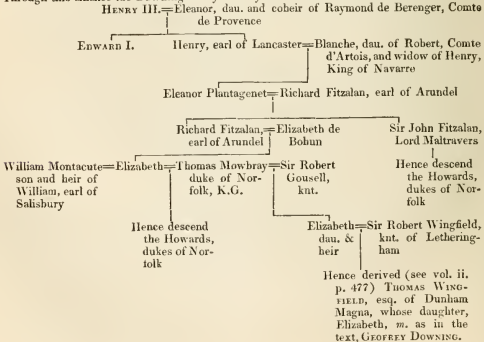 HENRY III.=Eleanor, dau. and cobeir of Raymond de Berenger, Comte
de Provence
EDWARD I.
Henry, earl of Lancaster=Blanche, dau. of Robert, Comte
d'Artois, and widow of Henry,
King of Navarre
Eleanor Plantagenet=Richard Fitzalan, earl of Arundel
Richard Fitzalan,=Elizabeth de
earl of Arundel
Bohun
Sir John Fitzalan,
Lord Maltravers
Hence descend
the Howards,
dukes of Nor-
folk
William Montacute=Elizabeth=Thomas Mowbray=Sir Robert
son and heir of
William, earl of
Salisbury
duke of Nor-
folk, K.G.
Gousell,
knt.
Hence descend
the Howards,
dukes of Nor-
folk
Elizabeth=Sir Robert Wingfield,
dau. &
heir
knt. of Lethering-
ham
Hence derived (see vol. ii.
p. 477) THOMAS WING-
FIELD, esq. of Dunham
Magna, whose daughter,
Elizabeth, m. as in the
text, GEOFREY DOWNING.